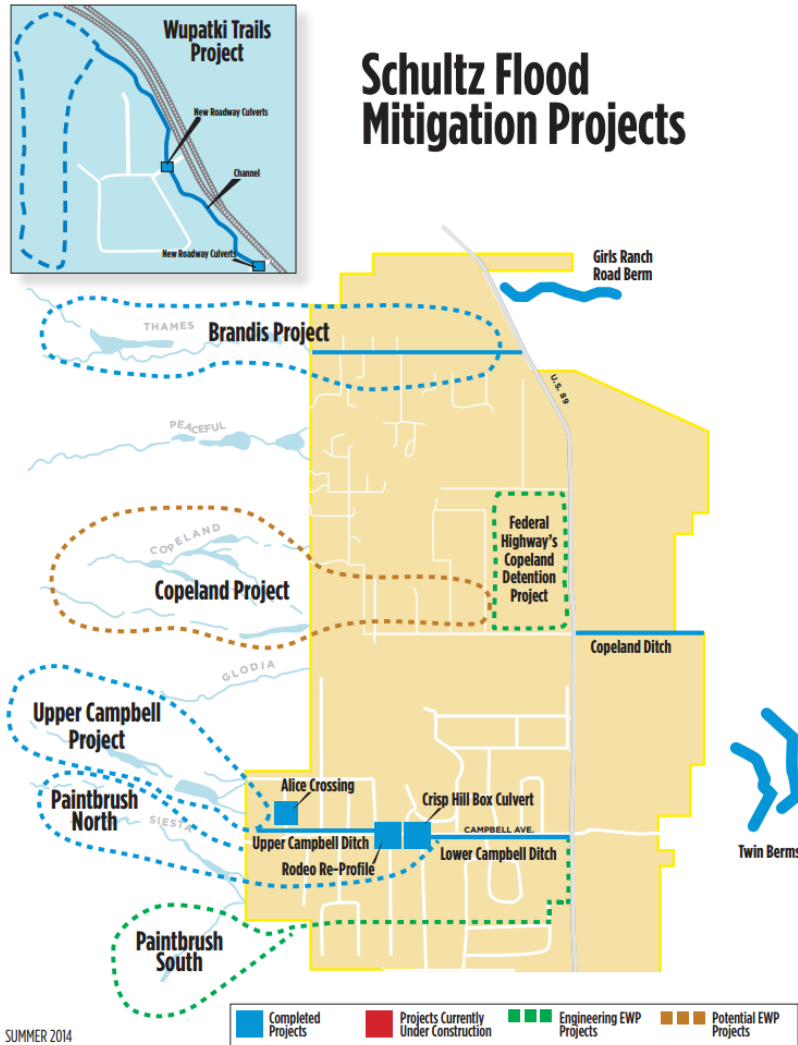 Wupatki Trails
Project
New Roadway Culverts
Channel
New Roadway Culverts
Schultz Flood
Mitigation Projects
Girls Ranch
Road Berm
THAMES
Brandis Project
U.S. 89
PEACEFUL
COPELAND
Copeland Project
Federal
Highway's
Copeland
Detention
Project
Copeland Ditch
GLODIA
Upper Campbell
Project
Alice Crossing
Paintbrush
North
SIESTA
Crisp Hill Box Culvert
CAMPBELL AVE.
Upper Campbell Ditch
Rodeo Re-Profile
Lower Campbell Ditch
Twin Berms
Paintbrush
South
SUMMER 2014
Completed
Projects
Projects Currently
Under Construction
Engineering EWP
Projects
Potential EWP
Projects